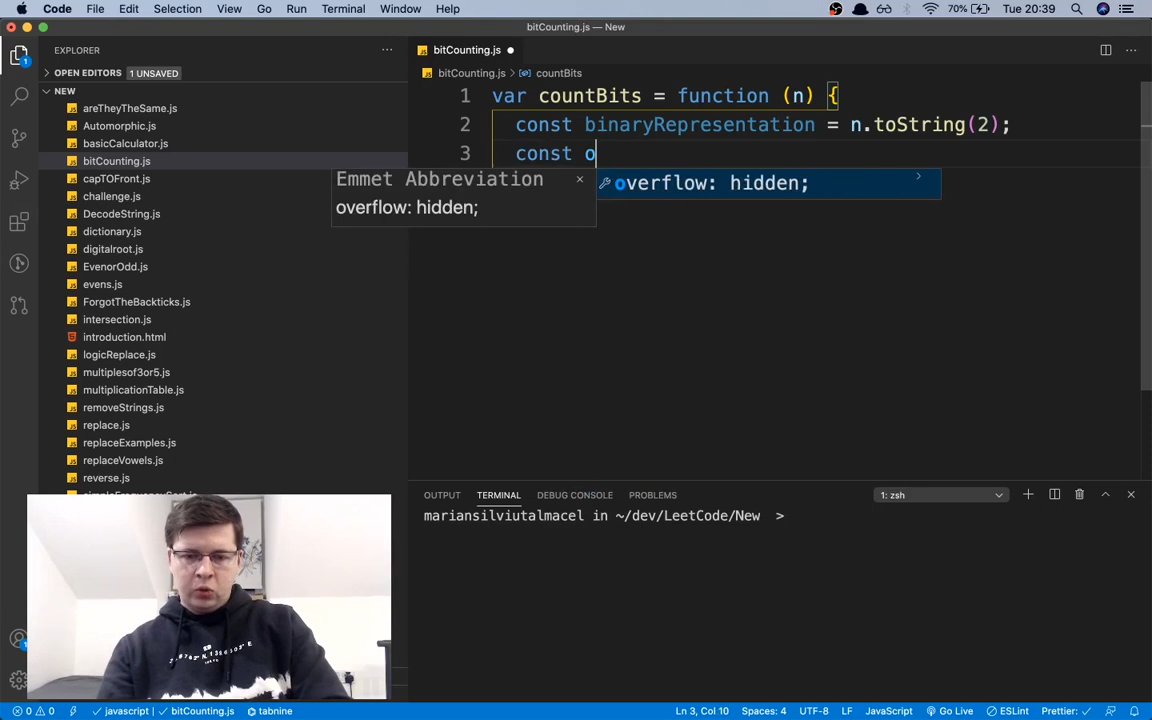 Code File Edit Selection View Go Run Terminal Window Help 70% Tue 20:39
bitCounting.js — New
EXPLORER
OPEN EDITORS 1 UNSAVED
NEW
areTheyTheSame.js
Automorphic.js
basicCalculator.js
bitCounting.js
capTOFront.js
challenge.js
DecodeString.js
dictionary.js
digitalroot.js
EvenorOdd.js
evens.js
ForgotTheBackticks.js
intersection.js
introduction.html
logicReplace.js
multiplesof3or5.js
multiplicationTable.js
removeStrings.js
replace.js
replaceExamples.js
replaceVowels.js
reverse.js
bitCounting.js
bitCounting.js > countBits
1 var countBits = function (n) {
2 const binaryRepresentation = n.toString(2);
3 const o
Emmet Abbreviation
overflow: hidden;
overflow: hidden;
OUTPUT TERMINAL DEBUG CONSOLE PROBLEMS 1: zsh
mariansilviutalmacel in ~/dev/LeetCode/New >
0 0 javascript | bitCounting.js tabnine Ln 3, Col 10 Spaces: 4 UTF-8 LF JavaScript Go Live ESLint Prettier: